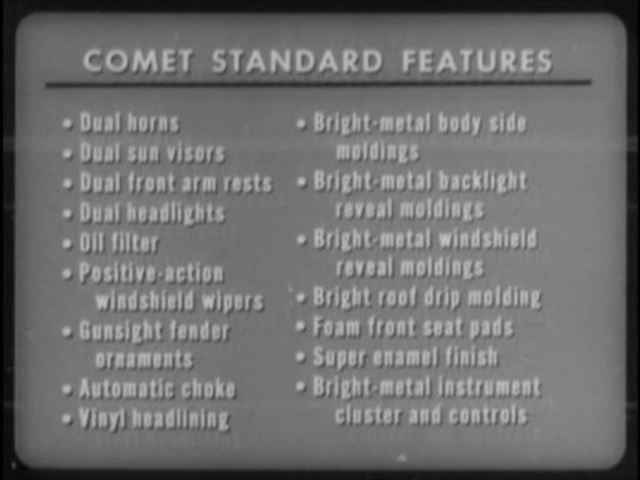 COMET STANDARD FEATURES
• Dual horns
• Dual sun visors
• Dual front arm rests
• Dual headlights
• Oil filter
• Positive-action
windshield wipers
• Gunsight fender
ornaments
• Automatic choke
• Vinyl headlining
• Bright-metal body side
moldings
• Bright-metal backlight
reveal moldings
• Bright-metal windshield
reveal moldings
• Bright roof drip molding
• Foam front seat pads
• Super enamel finish
• Bright-metal instrument
cluster and controls